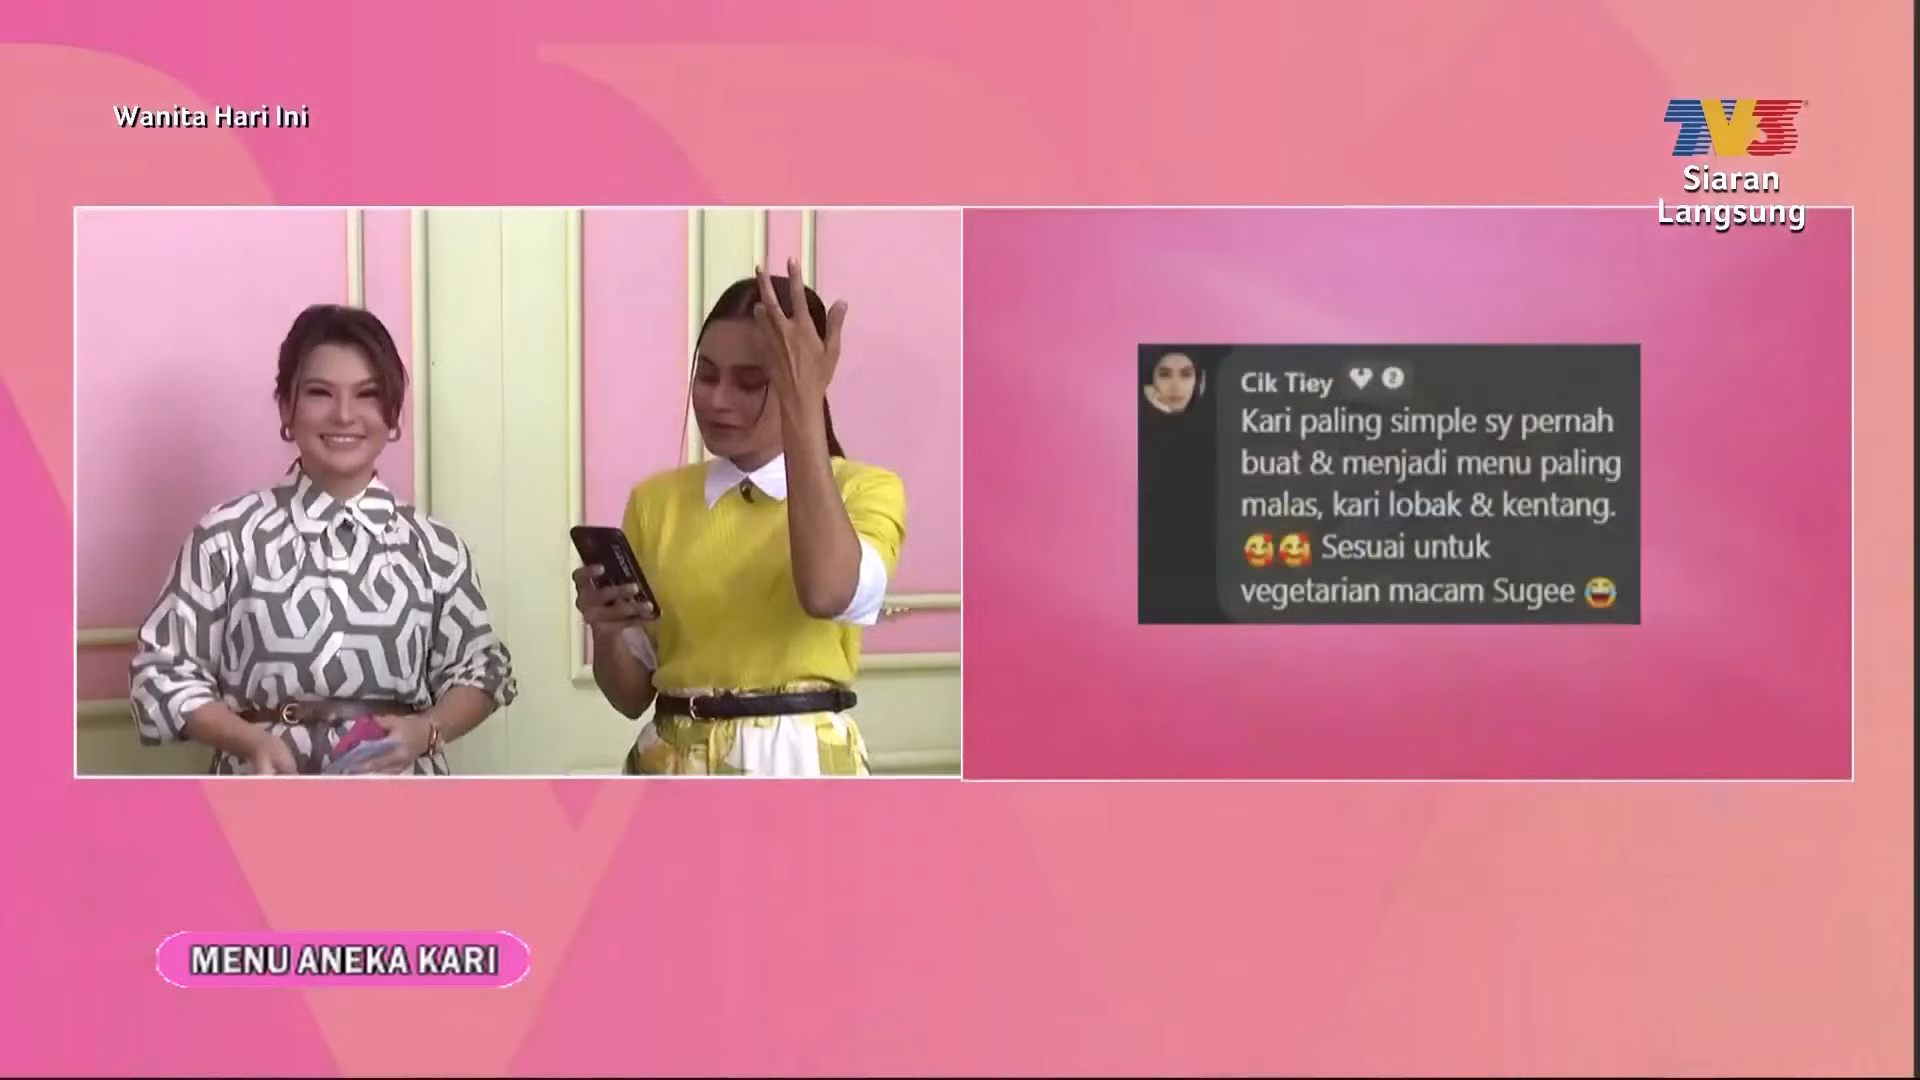 Wanita Hari Ini
TV3
Siaran
Langsung
Cik Tiey
Kari paling simple sy pernah
buat & menjadi menu paling
malas, kari lobak & kentang.
🥰🥰 Sesuai untuk
vegetarian macam Sugee 😂
MENU ANEKA KARI